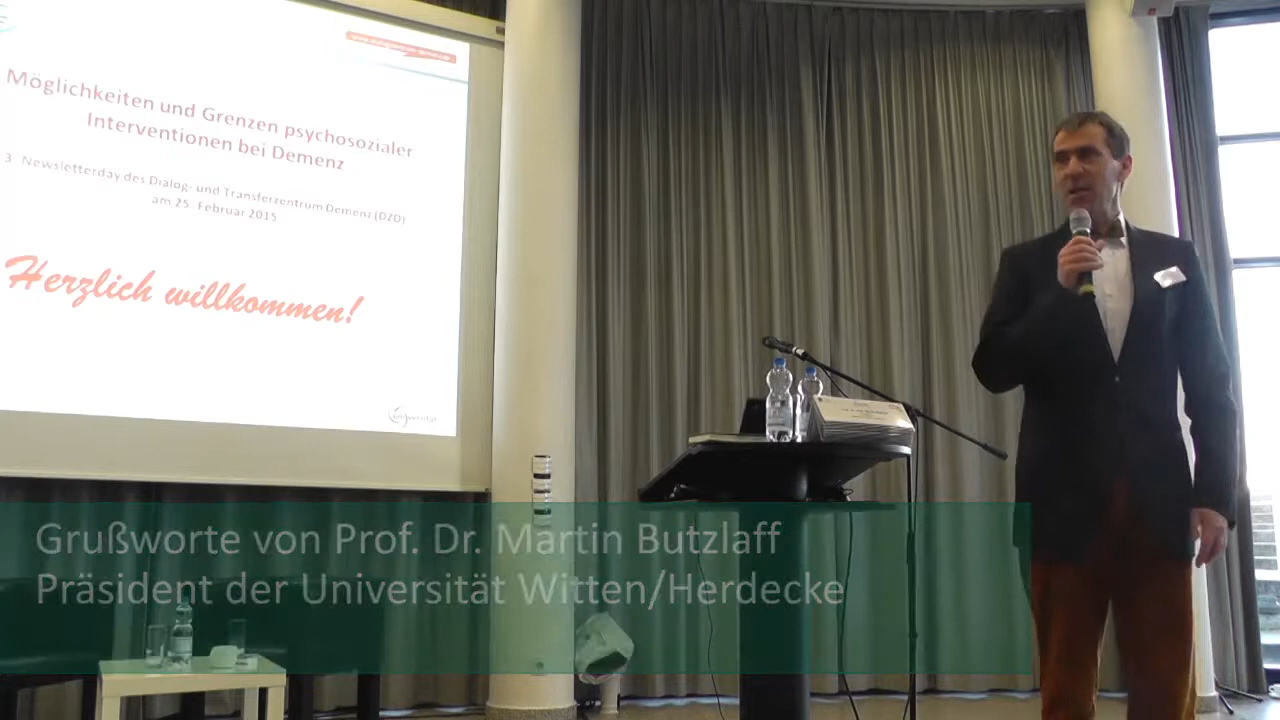 Möglichkeiten und Grenzen psychosozialer
Interventionen bei Demenz
3. Newsletterday des Dialog- und Transferzentrum Demenz (DZD)
am 25. Februar 2015
Herzlich willkommen!
Grußworte von Prof. Dr. Martin Butzlaff
Präsident der Universität Witten/Herdecke